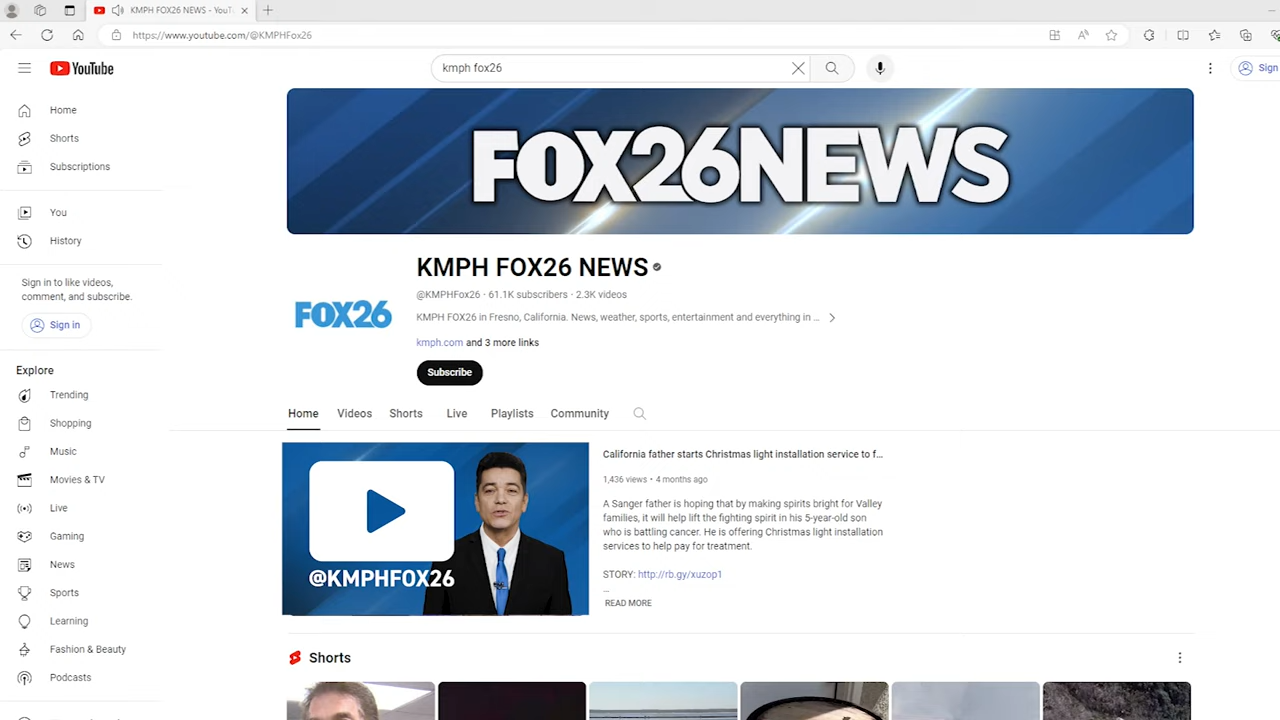 KMPH FOX26 NEWS - YouTu
https://www.youtube.com/@KMPHFox26
YouTube
kmph fox26
Sign
Home
Shorts
Subscriptions
You
History
Sign in to like videos,
comment, and subscribe.
Sign in
Explore
Trending
Shopping
Music
Movies & TV
Live
Gaming
News
Sports
Learning
Fashion & Beauty
Podcasts
FOX26NEWS
FOX26
KMPH FOX26 NEWS
@KMPHFox26 · 61.1K subscribers · 2.3K videos
KMPH FOX26 in Fresno, California. News, weather, sports, entertainment and everything in ...
kmph.com and 3 more links
Subscribe
Home Videos Shorts Live Playlists Community
@KMPHFOX26
California father starts Christmas light installation service to f...
1,436 views • 4 months ago
A Sanger father is hoping that by making spirits bright for Valley
families, it will help lift the fighting spirit in his 5-year-old son
who is battling cancer. He is offering Christmas light installation
services to help pay for treatment.
STORY: http://rb.gy/xuzop1
...
READ MORE
Shorts